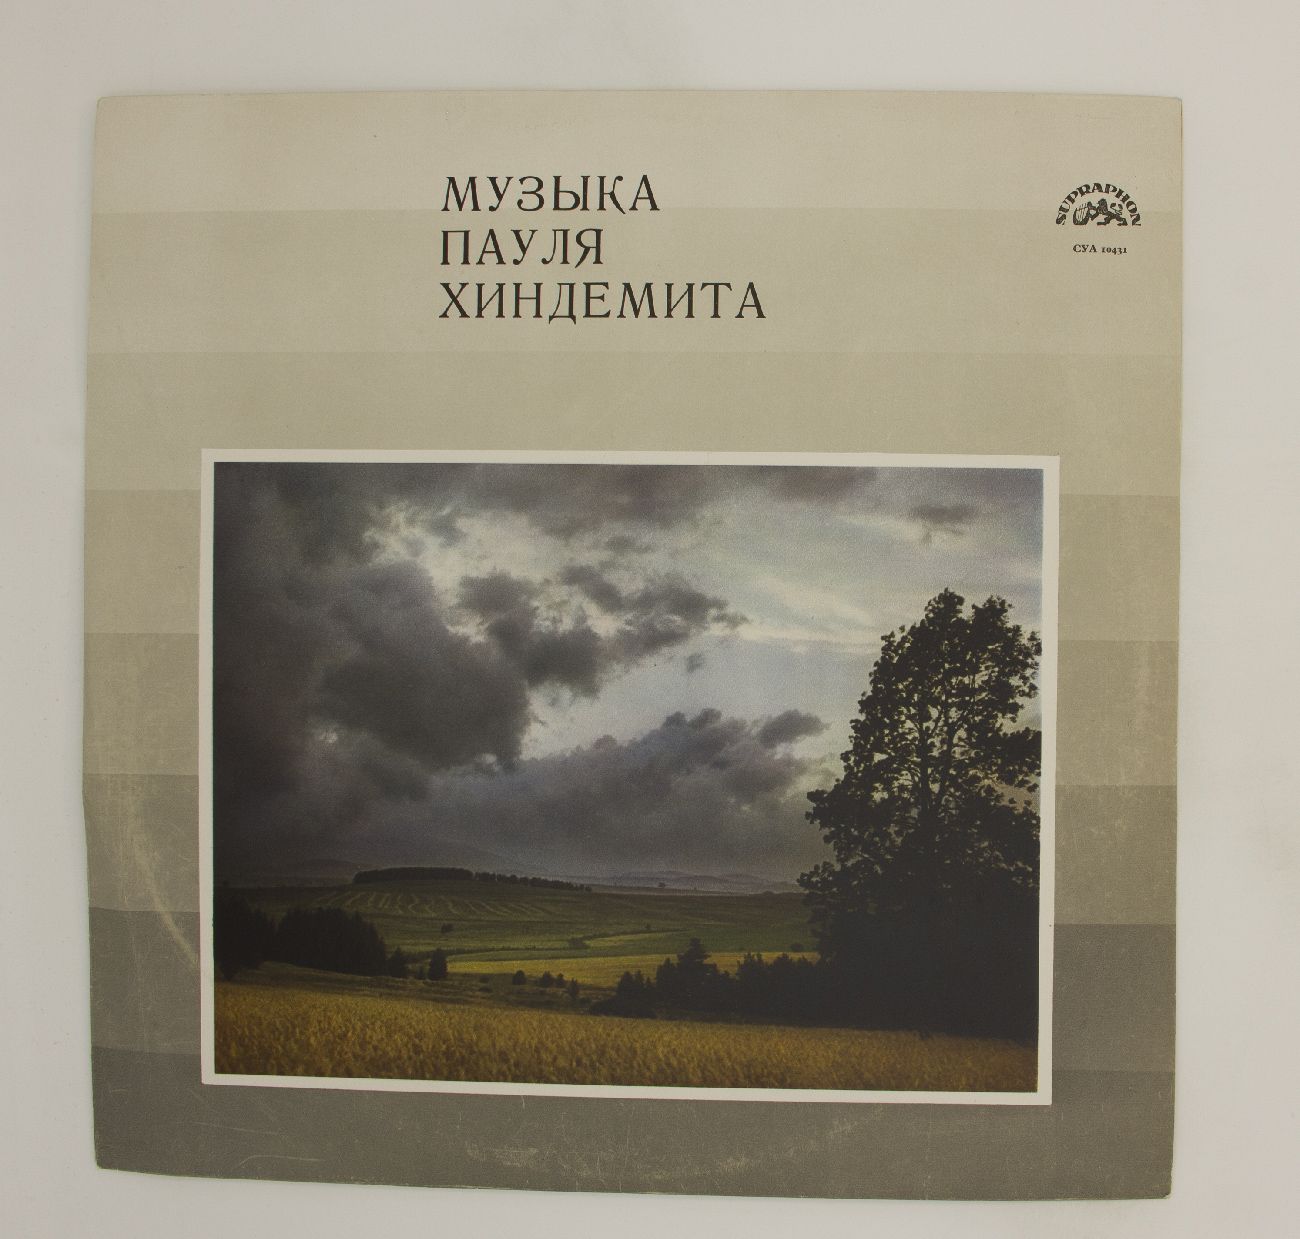 МУЗЫКА
ПАУЛЯ
ХИНДЕМИТА
SUPRAPHON
СУА 10431